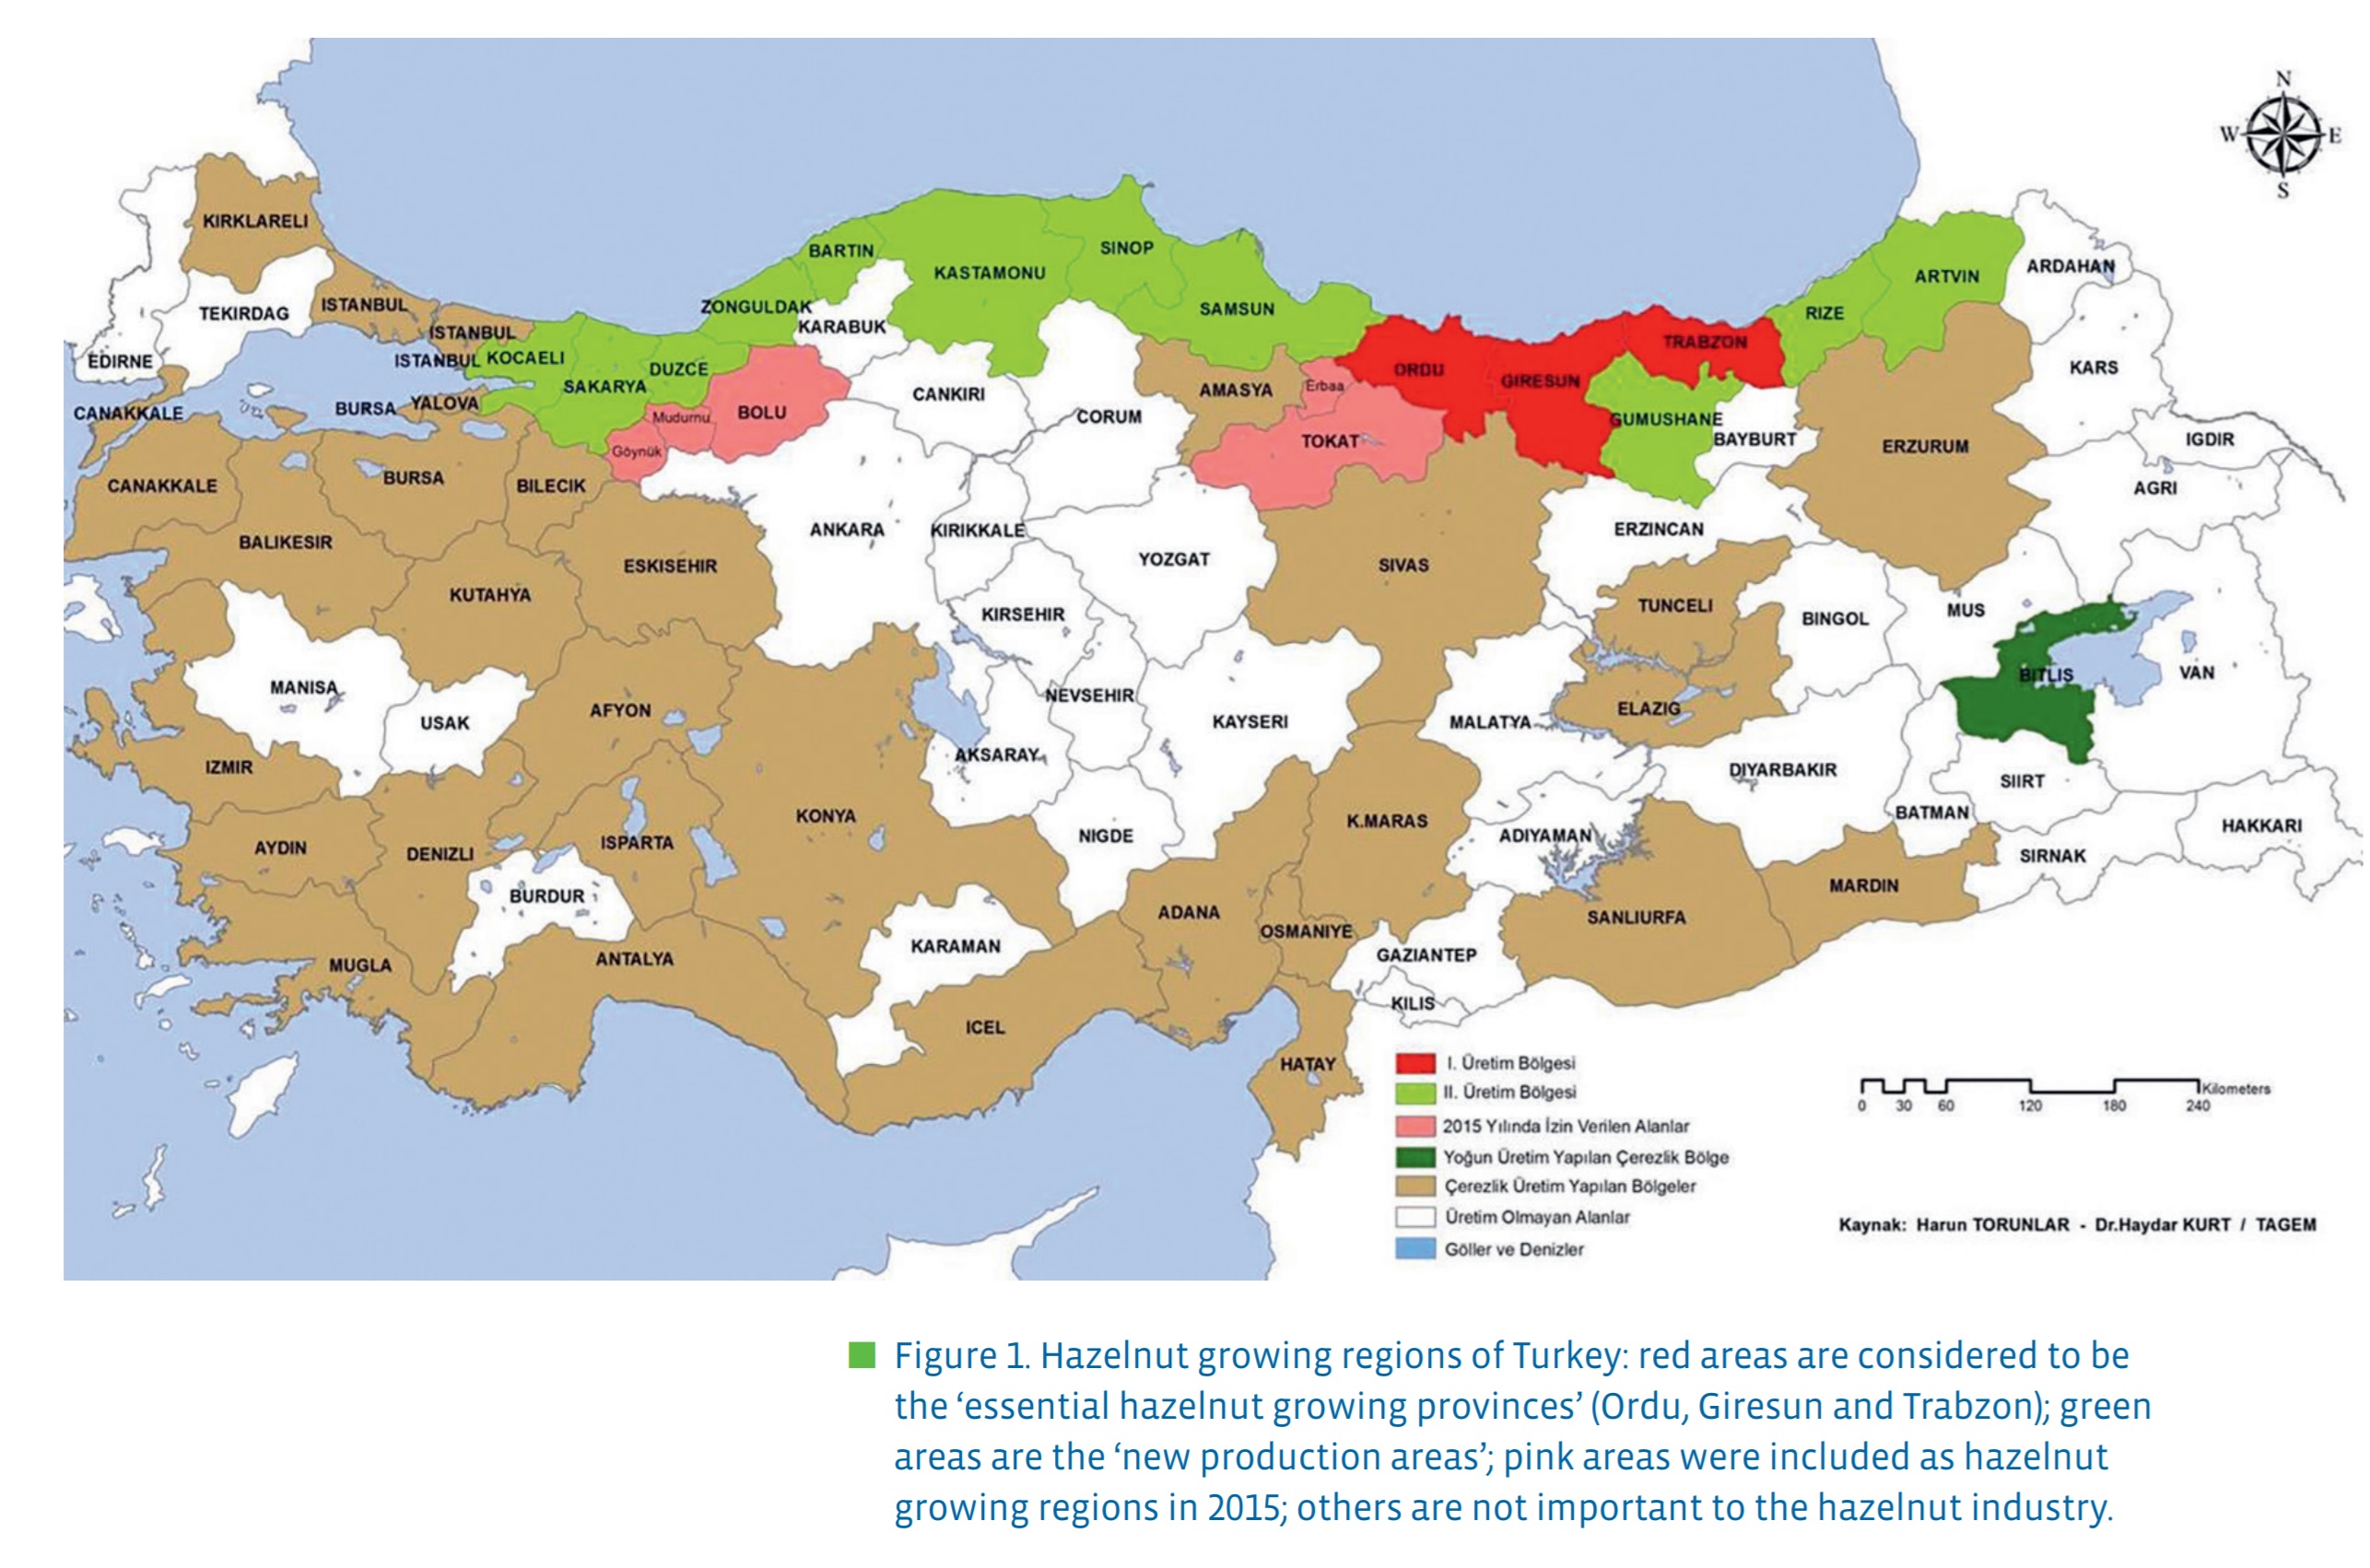 N
W
E
S
KIRKLARELI
TEKIRDAG
EDIRNE
ISTANBUL
ISTANBUL
ISTANBUL
KOCAELI
SAKARYA
DUZCE
ZONGULDAK
BARTIN
KARABUK
KASTAMONU
SINOP
SAMSUN
ORDU
GIRESUN
TRABZON
RIZE
ARTVIN
ARDAHAN
KARS
CANAKKALE
BURSA
YALOVA
Mudurnu
BOLU
Göynük
CANKIRI
CORUM
AMASYA
Erbaa
TOKAT
GUMUSHANE
BAYBURT
ERZURUM
IGDIR
AGRI
CANAKKALE
BURSA
BILECIK
BALIKESIR
ESKISEHIR
KUTAHYA
ANKARA
KIRIKKALE
YOZGAT
SIVAS
ERZINCAN
TUNCELI
BINGOL
MUS
BITLIS
VAN
KIRSEHIR
NEVSEHIR
KAYSERI
MALATYA
ELAZIG
MANISA
USAK
AFYON
AKSARAY
IZMIR
KONYA
NIGDE
K.MARAS
ADIYAMAN
DIYARBAKIR
SIIRT
BATMAN
SIRNAK
HAKKARI
AYDIN
DENIZLI
ISPARTA
BURDUR
MARDIN
SANLIURFA
ADANA
OSMANIYE
GAZIANTEP
KILIS
KARAMAN
MUGLA
ANTALYA
ICEL
HATAY
I. Üretim Bölgesi
II. Üretim Bölgesi
2015 Yılında İzin Verilen Alanlar
Yoğun Üretim Yapılan Çerezlik Bölge
Çerezlik Üretim Yapılan Bölgeler
Üretim Olmayan Alanlar
Göller ve Denizler
Kilometers
0 30 60 120 180 240
Kaynak: Harun TORUNLAR - Dr.Haydar KURT / TAGEM
Figure 1. Hazelnut growing regions of Turkey: red areas are considered to be
the ‘essential hazelnut growing provinces’ (Ordu, Giresun and Trabzon); green
areas are the ‘new production areas’; pink areas were included as hazelnut
growing regions in 2015; others are not important to the hazelnut industry.